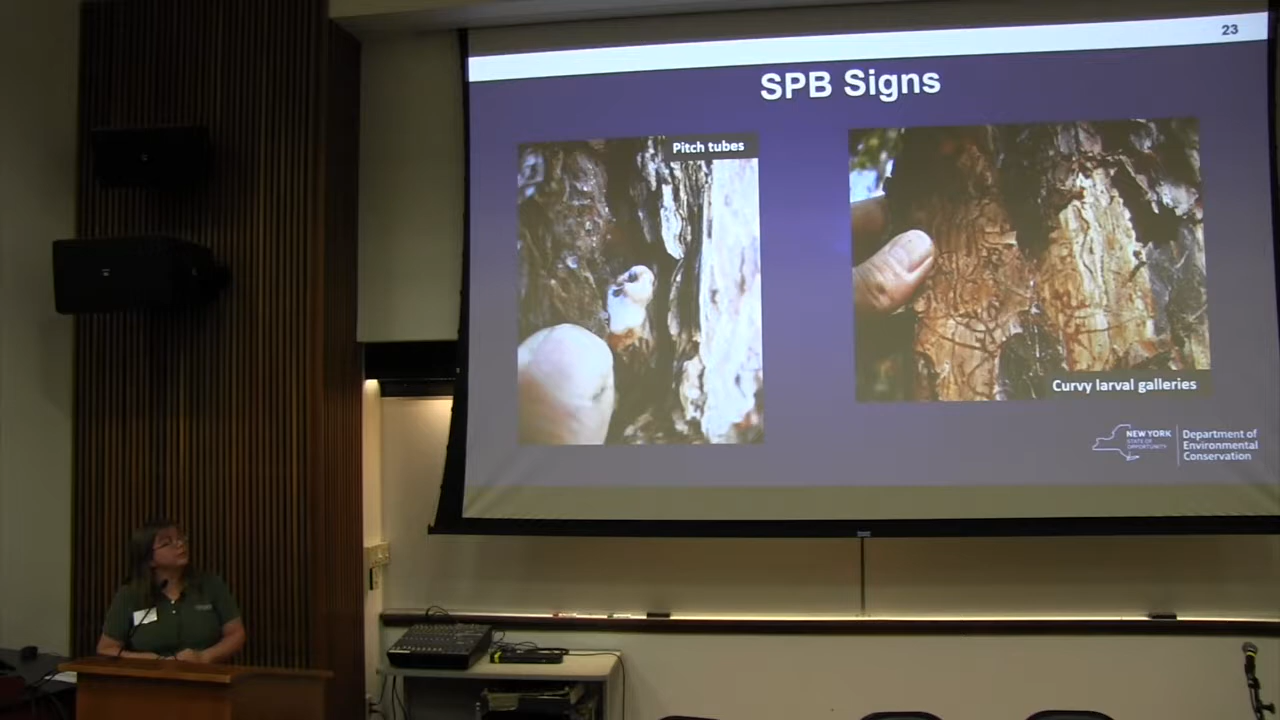 23
SPB Signs
Pitch tubes
Curvy larval galleries
NEW YORK
STATE OF
OPPORTUNITY
Department of
Environmental
Conservation